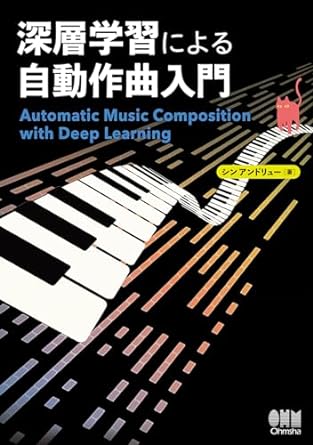 深層学習による
自動作曲入門
Automatic Music Composition
with Deep Learning
シン アンドリュー［著］
OHM
Ohmsha